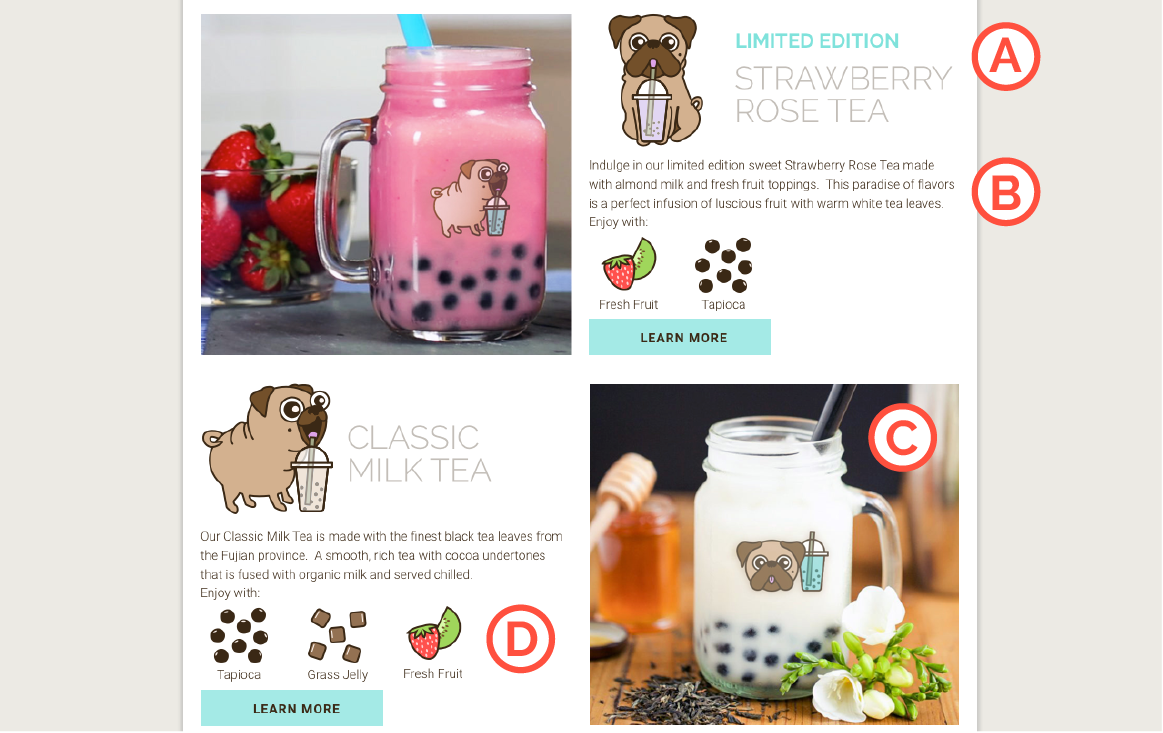 LIMITED EDITION
STRAWBERRY
ROSE TEA
A
Indulge in our limited edition sweet Strawberry Rose Tea made
with almond milk and fresh fruit toppings.  This paradise of flavors
is a perfect infusion of luscious fruit with warm white tea leaves.
Enjoy with:
B
Fresh Fruit
Tapioca
LEARN MORE
CLASSIC
MILK TEA
C
Our Classic Milk Tea is made with the finest black tea leaves from
the Fujian province.  A smooth, rich tea with cocoa undertones
that is fused with organic milk and served chilled.
Enjoy with:
D
Tapioca
Grass Jelly
Fresh Fruit
LEARN MORE